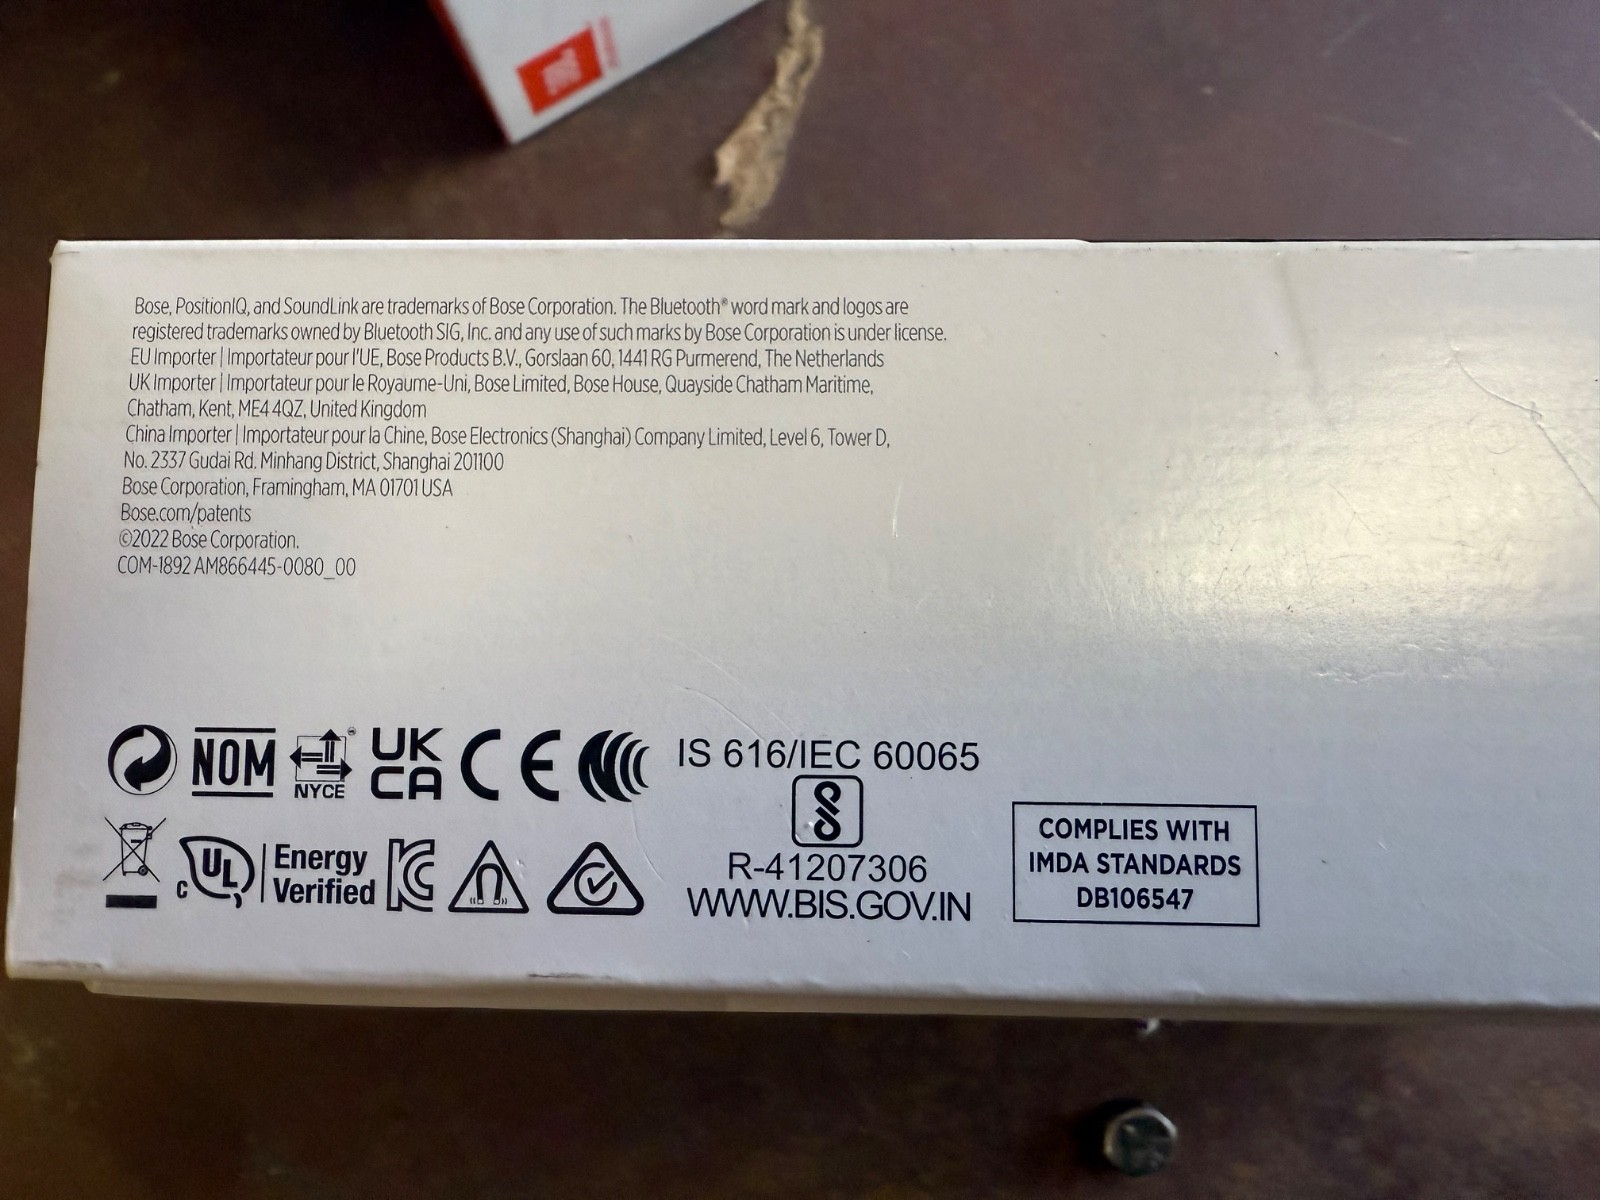 JBL
Bose, PositionIQ, and SoundLink are trademarks of Bose Corporation. The Bluetooth® word mark and logos are
registered trademarks owned by Bluetooth SIG, Inc. and any use of such marks by Bose Corporation is under license.
EU Importer | Importateur pour l'UE, Bose Products B.V., Gorslaan 60, 1441 RG Purmerend, The Netherlands
UK Importer | Importateur pour le Royaume-Uni, Bose Limited, Bose House, Quayside Chatham Maritime,
Chatham, Kent, ME4 4QZ, United Kingdom
China Importer | Importateur pour la Chine, Bose Electronics (Shanghai) Company Limited, Level 6, Tower D,
No. 2337 Gudai Rd. Minhang District, Shanghai 201100
Bose Corporation, Framingham, MA 01701 USA
Bose.com/patents
©2022 Bose Corporation.
COM-1892 AM866445-0080_00
NOM NYCE UK CA CE IS 616/IEC 60065
c UL Energy Verified KC R-41207306
WWW.BIS.GOV.IN
COMPLIES WITH
IMDA STANDARDS
DB106547